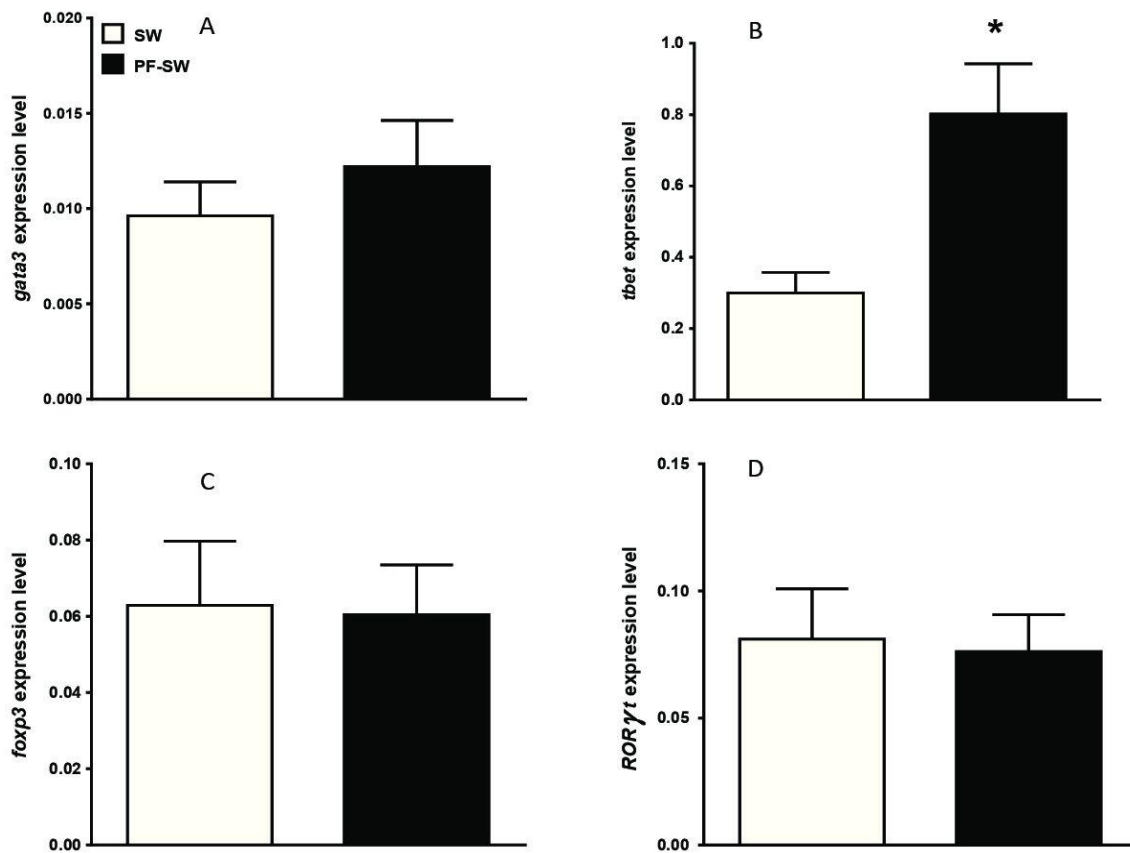 A
SW
PF-SW
gata3 expression level
0.020
0.015
0.010
0.005
0.000
B
*
tbet expression level
1.0
0.8
0.6
0.4
0.2
0.0
C
foxp3 expression level
0.10
0.08
0.06
0.04
0.02
0.00
D
RORγt expression level
0.15
0.10
0.05
0.00